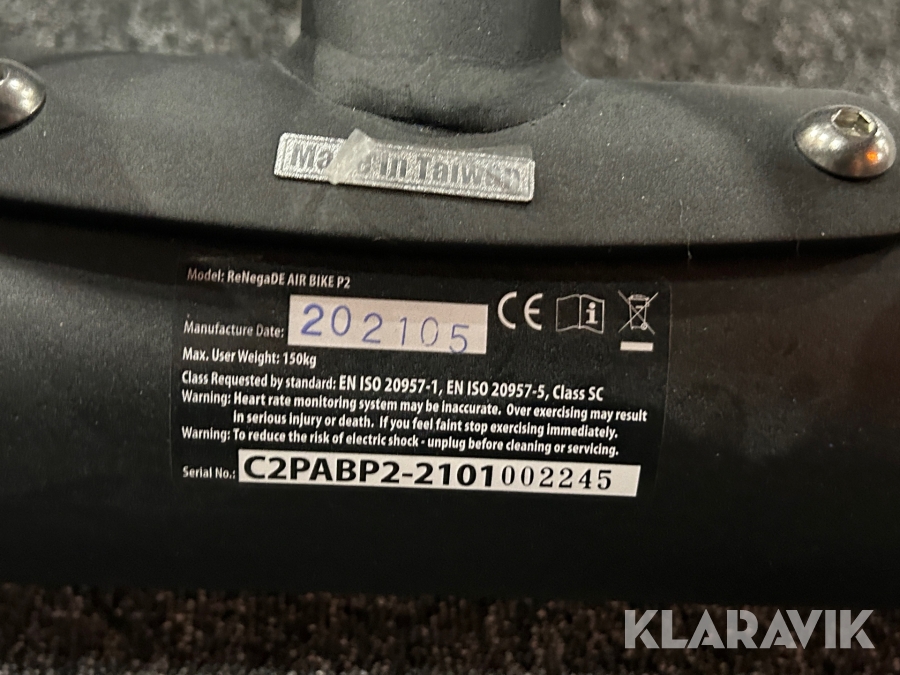 Made in Taiwan
Model: ReNegaDE AIR BIKE P2
Manufacture Date: 202105
CE
Max. User Weight: 150kg
Class Requested by standard: EN ISO 20957-1, EN ISO 20957-5, Class SC
Warning: Heart rate monitoring system may be inaccurate. Over exercising may result
in serious injury or death. If you feel faint stop exercising immediately.
Warning: To reduce the risk of electric shock - unplug before cleaning or servicing.
Serial No.: C2PABP2-2101002245
KLARAVIK